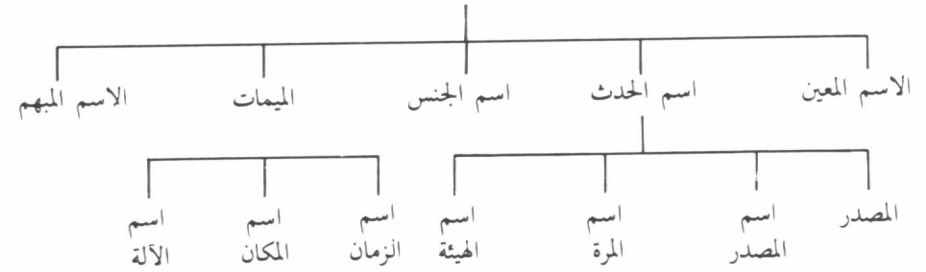 الاسم المعين اسم الحدث اسم الجنس الميمات الاسم المبهم
المصدر اسم المصدر اسم المرة اسم الهيئة اسم الزمان اسم المكان اسم الآلة